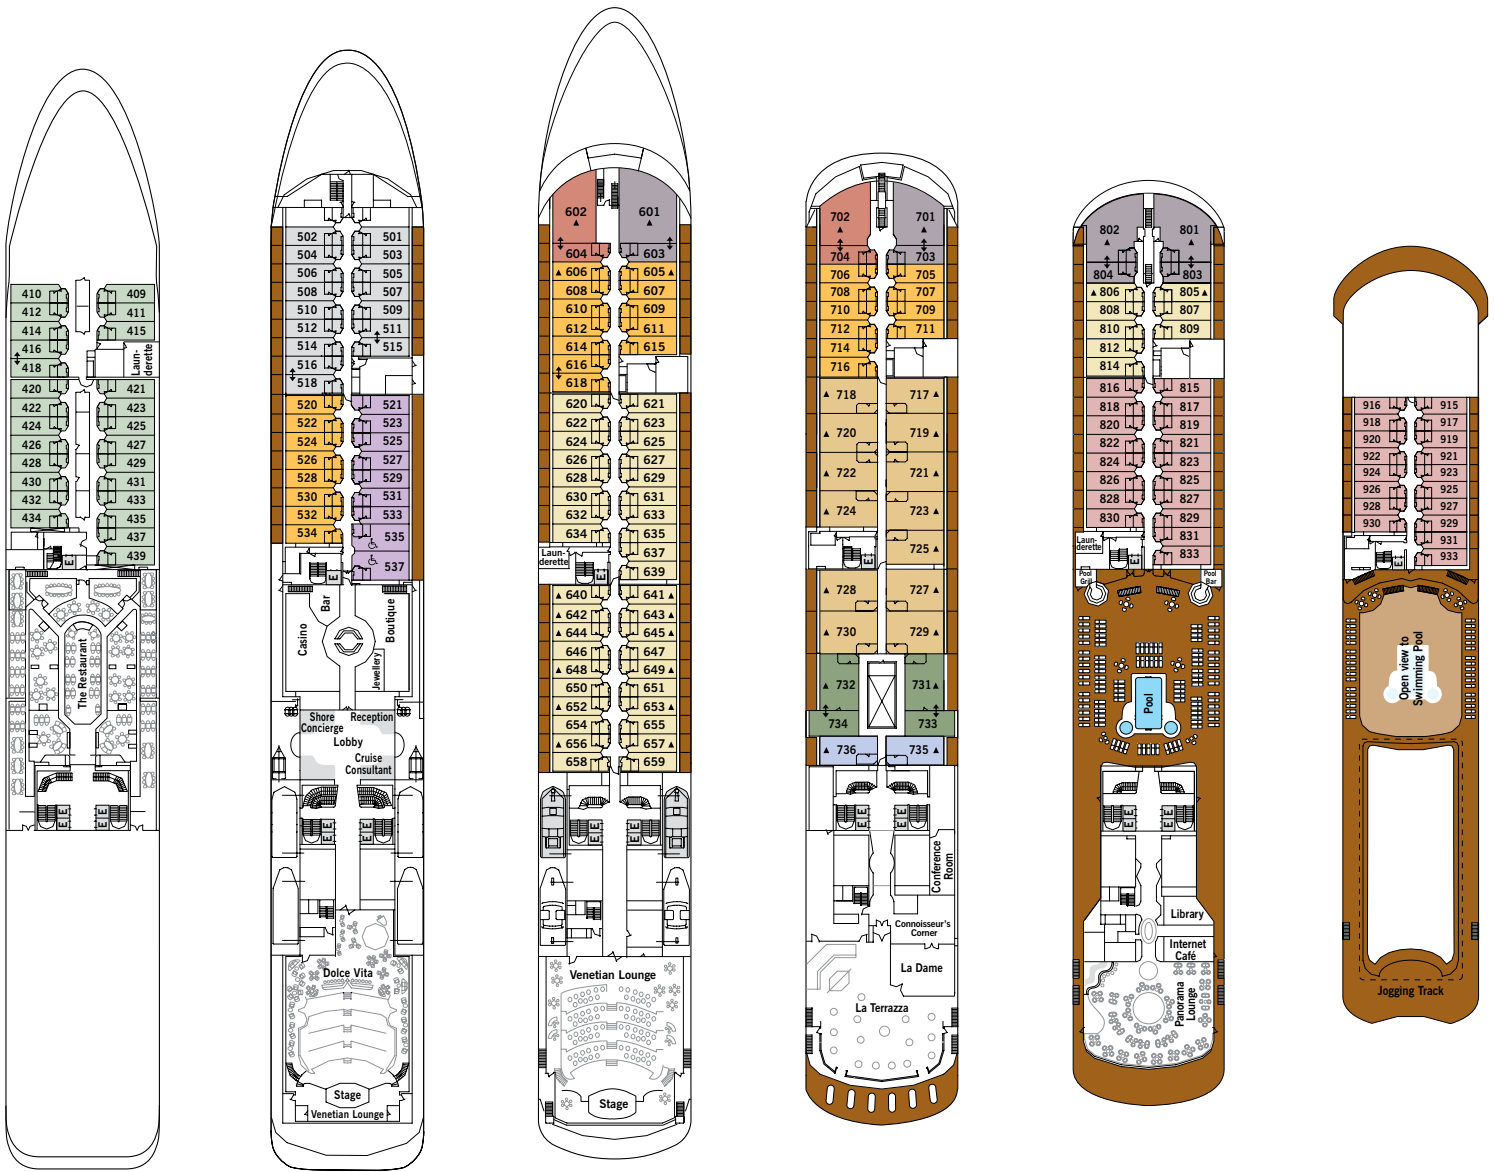 410 409
412 411
414 415
416
418
Laun-
derette
420 421
422 423
424 425
426 427
428 429
430 431
432 433
434 435
437
439
E
The Restaurant
E E
E E
502 501
504 503
506 505
508 507
510 509
512 511
514 515
516
518
520 521
522 523
524 525
526 527
528 529
530 531
532 533
534 535
537
E
Bar
Casino
Boutique
Jewellery
Shore
Concierge
Reception
Lobby
Cruise
Consultant
E E
E E
Dolce Vita
Stage
Venetian Lounge
602 601
604 603
606 605
608 607
610 609
612 611
614 615
616
618
620 621
622 623
624 625
626 627
628 629
630 631
632 633
634 635
637
639
Laun-
derette
E
640 641
642 643
644 645
646 647
648 649
650 651
652 653
654 655
656 657
658 659
E E
E E
Venetian Lounge
Stage
702 701
704 703
706 705
708 707
710 709
712 711
714
716
718 717
720 719
722 721
724 723
725
E
728 727
730 729
732 731
734 733
736 735
E E
E E
Conference
Room
Connoisseur's
Corner
La Dame
La Terrazza
802 801
804 803
806 805
808 807
810 809
812
814
816 815
818 817
820 819
822 821
824 823
826 825
828 827
830 829
831
833
Laun-
derette
E
Pool
Grill
Pool
Bar
Pool
E E
E E
Library
Internet
Café
Panorama
Lounge
916 915
918 917
920 919
922 921
924 923
926 925
928 927
930 929
931
933
E
Open view to
Swimming Pool
Jogging Track